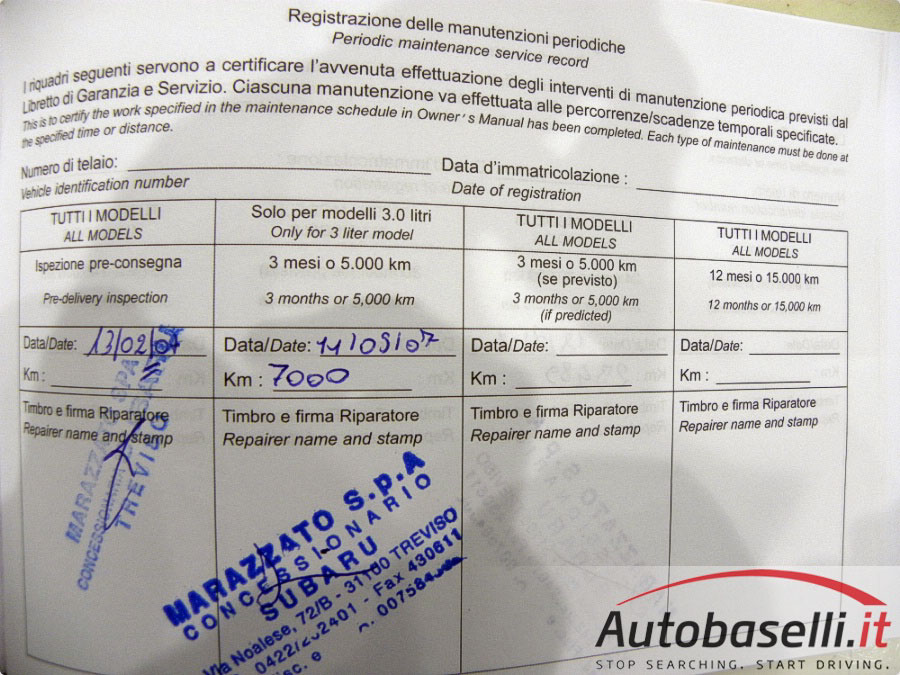 Registrazione delle manutenzioni periodiche
Periodic maintenance service record
I riquadri seguenti servono a certificare l'avvenuta effettuazione degli interventi di manutenzione periodica previsti dal
Libretto di Garanzia e Servizio. Ciascuna manutenzione va effettuata alle percorrenze/scadenze temporali specificate.
This is to certify the work specified in the maintenance schedule in Owner's Manual has been completed. Each type of maintenance must be done at
the specified time or distance.
Numero di telaio: Data d'immatricolazione :
Vehicle identification number Date of registration
TUTTI I MODELLI
ALL MODELS
Ispezione pre-consegna
Pre-delivery inspection
Data/Date: 13/02/07
Km :
Timbro e firma Riparatore
Repairer name and stamp
MARAZZATO SPA
TREVISO
Solo per modelli 3.0 litri
Only for 3 liter model
3 mesi o 5.000 km
3 months or 5,000 km
Data/Date: 11/05/07
Km : 7000
Timbro e firma Riparatore
Repairer name and stamp
MARAZZATO S.p.A
CONCESSIONARIO
SUBARU
Via Noalese, 72/B - 31100 TREVISO
0422/ 2401 - Fax 430611
TUTTI I MODELLI
ALL MODELS
3 mesi o 5.000 km
(se previsto)
3 months or 5,000 km
(if predicted)
Data/Date:
Km :
Timbro e firma Riparatore
Repairer name and stamp
TUTTI I MODELLI
ALL MODELS
12 mesi o 15.000 km
12 months or 15,000 km
Data/Date:
Km :
Timbro e firma Riparatore
Repairer name and stamp
Autobaselli.it
STOP SEARCHING. START DRIVING.